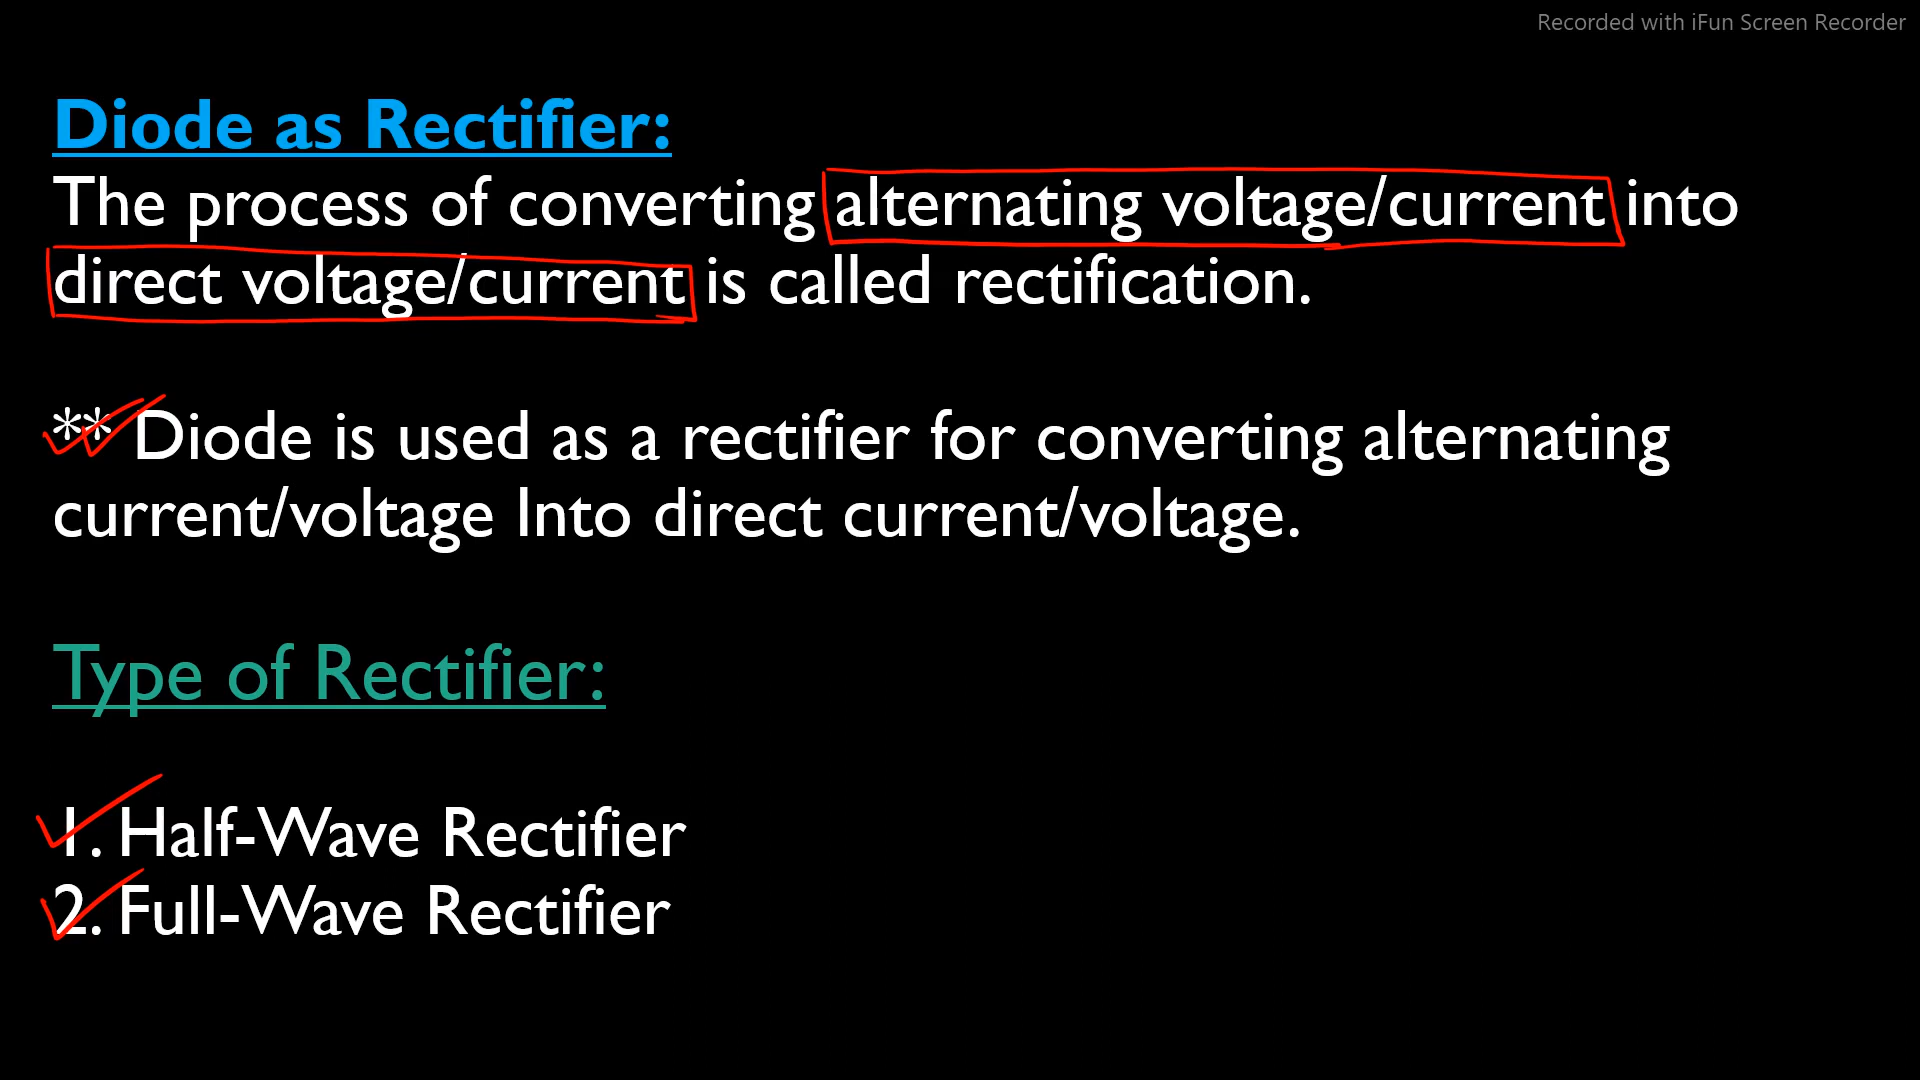 Recorded with iFun Screen Recorder
Diode as Rectifier:
The process of converting alternating voltage/current into
direct voltage/current is called rectification.
** Diode is used as a rectifier for converting alternating
current/voltage Into direct current/voltage.
Type of Rectifier:
1. Half-Wave Rectifier
2. Full-Wave Rectifier